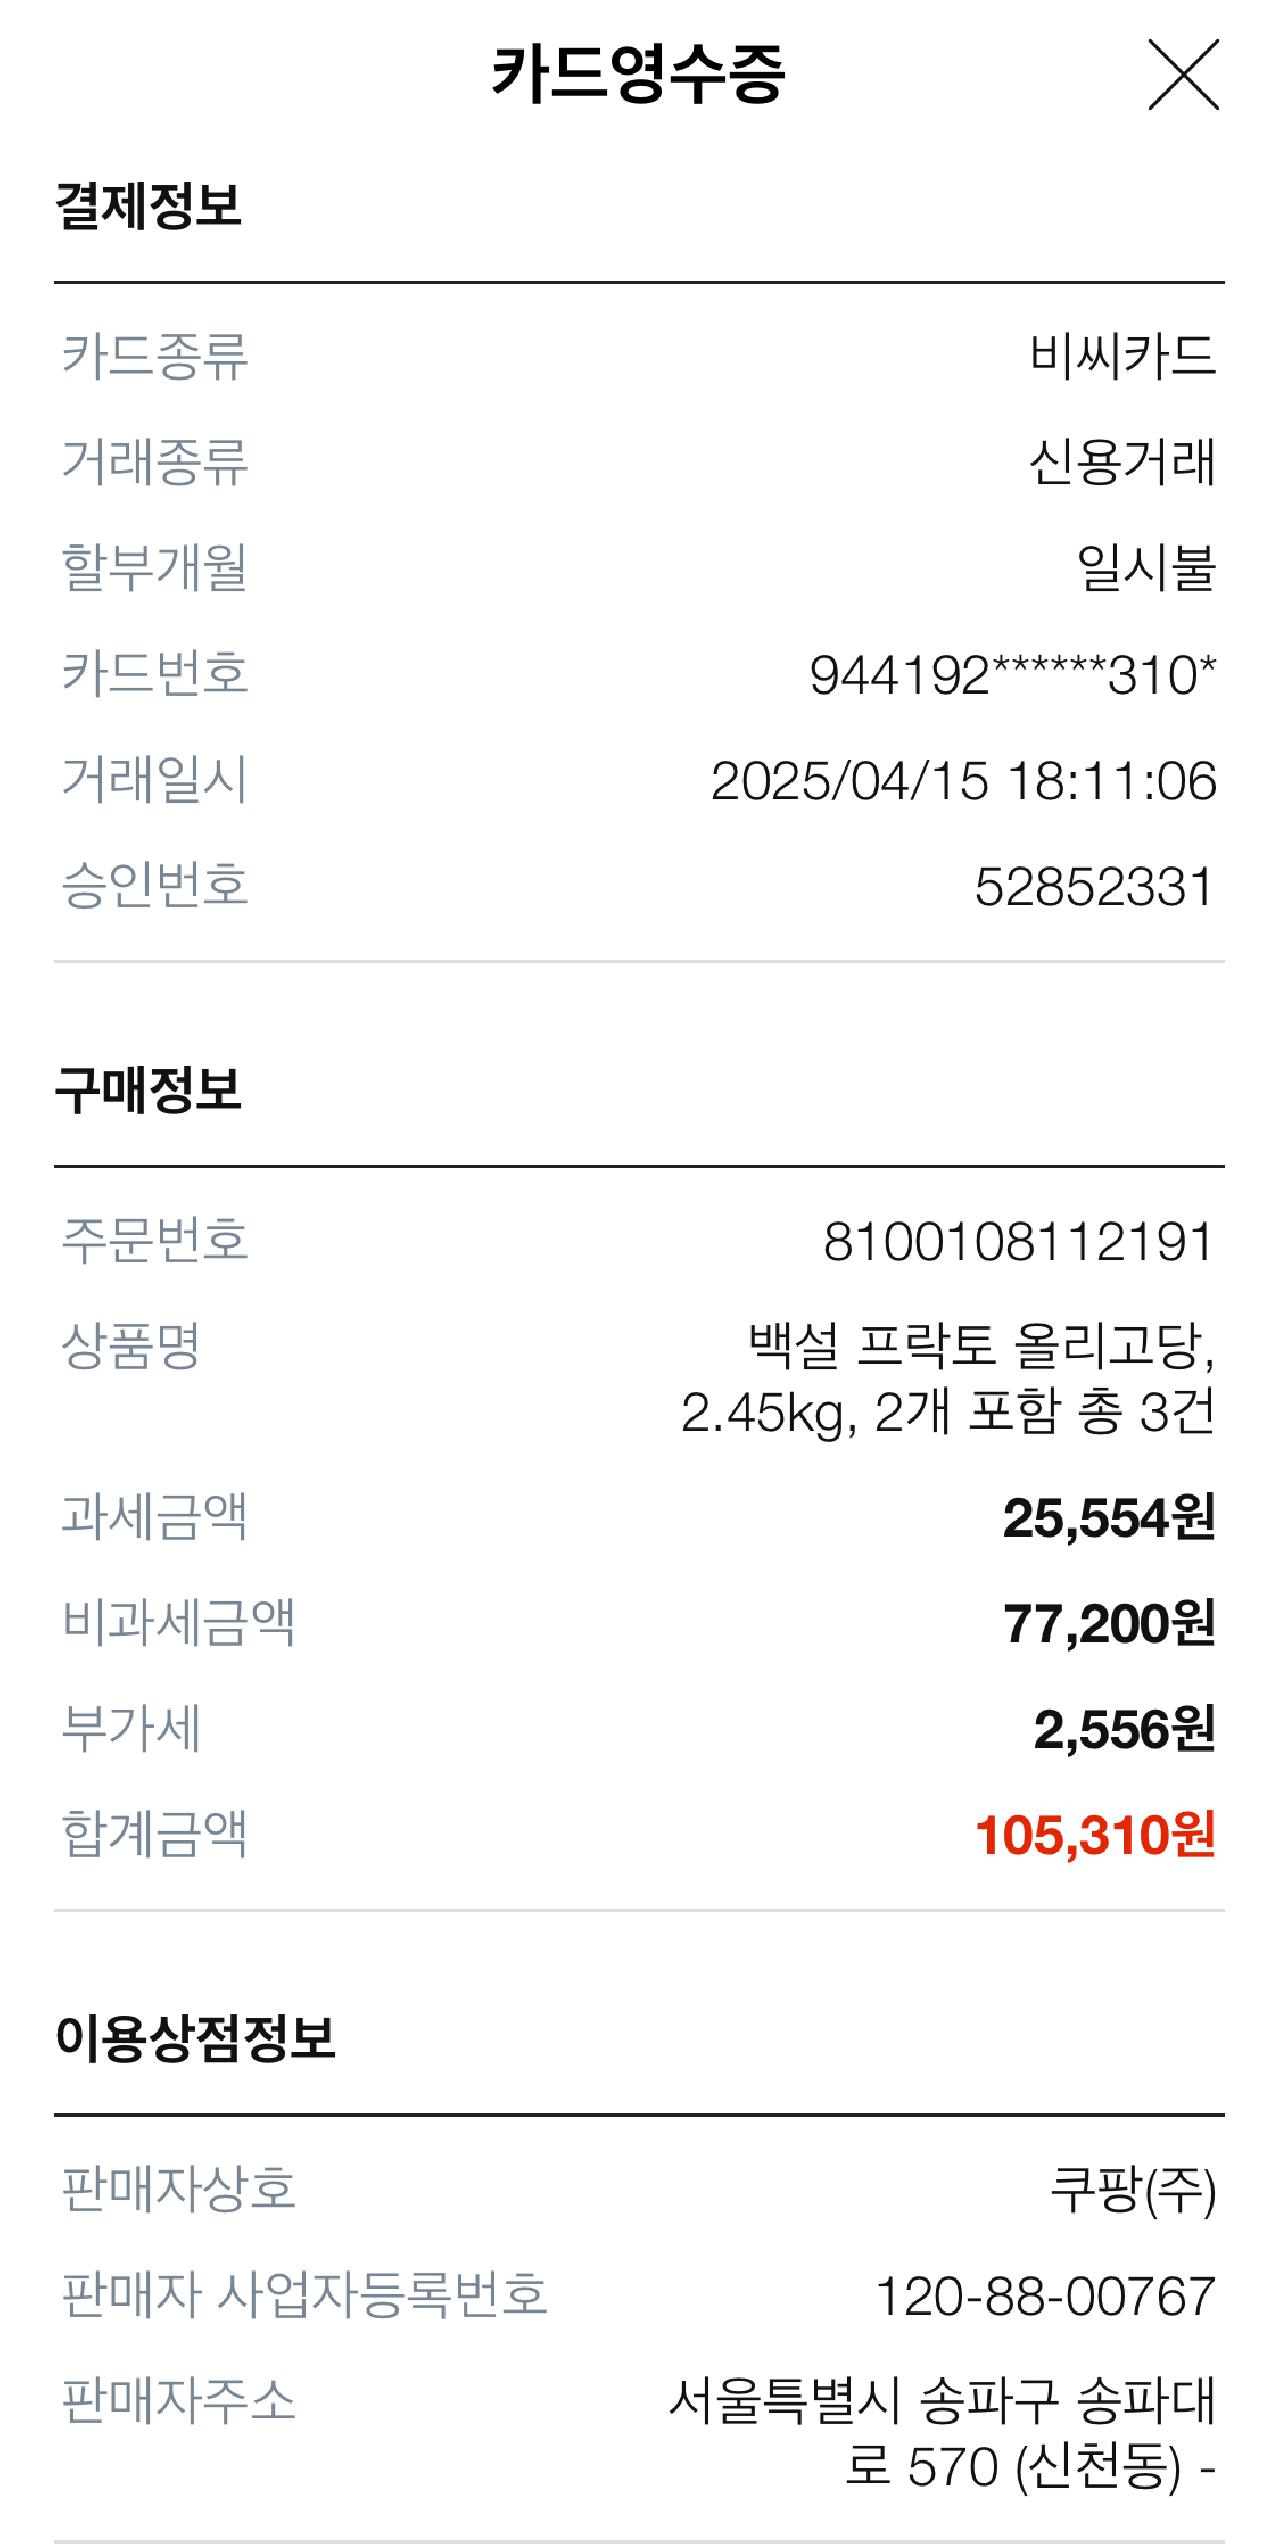 카드영수증
결제정보
카드종류 비씨카드
거래종류 신용거래
할부개월 일시불
카드번호 944192******310*
거래일시 2025/04/15 18:11:06
승인번호 52852331
구매정보
주문번호 8100108112191
상품명 백설 프락토 올리고당,
2.45kg, 2개 포함 총 3건
과세금액 25,554원
비과세금액 77,200원
부가세 2,556원
합계금액 105,310원
이용상점정보
판매자상호 쿠팡(주)
판매자 사업자등록번호 120-88-00767
판매자주소 서울특별시 송파구 송파대
로 570 (신천동) -